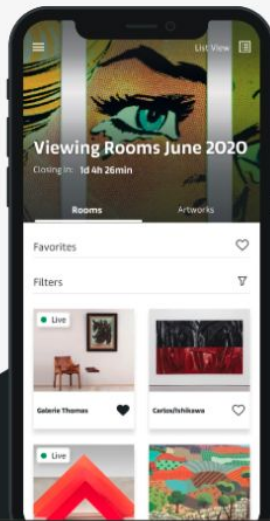 List View
Viewing Rooms June 2020
Closing in: 1d 4h 26min
Rooms Artworks
Favorites
Filters
Live
Galerie Thomas Carlos/Ishikawa
Live